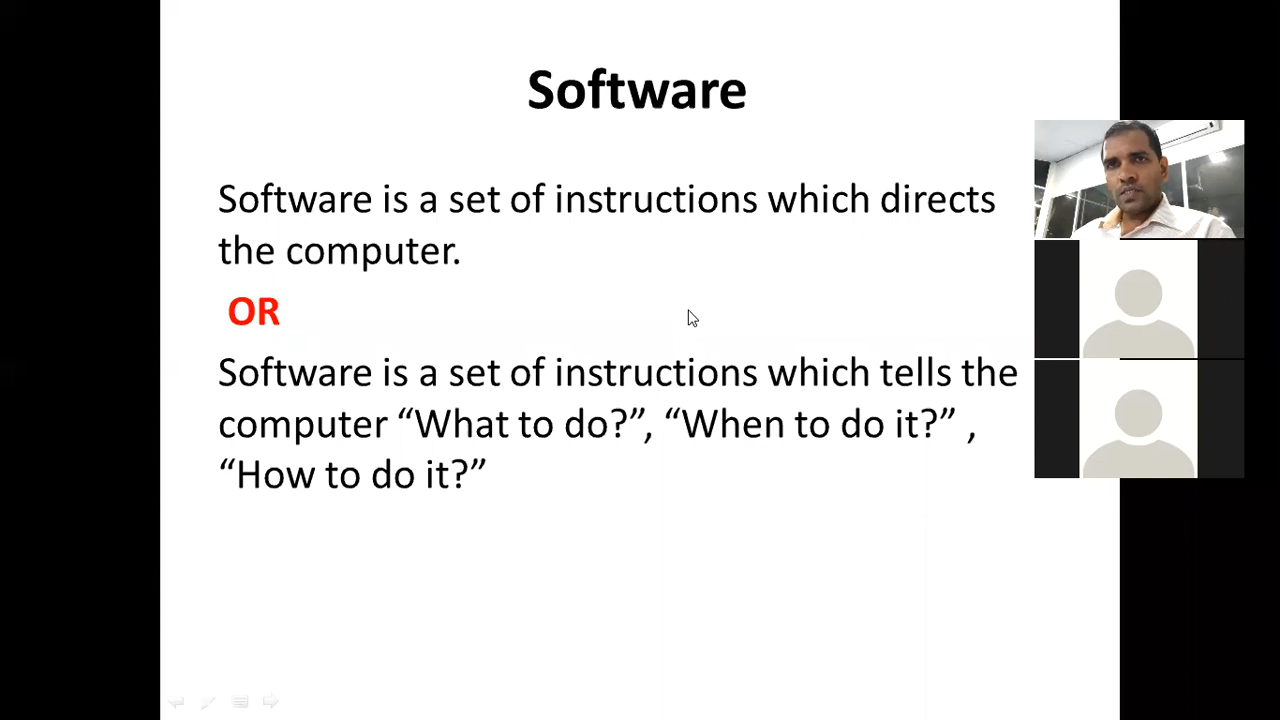 Software
Software is a set of instructions which directs
the computer.
OR
Software is a set of instructions which tells the
computer “What to do?”, “When to do it?” ,
“How to do it?”